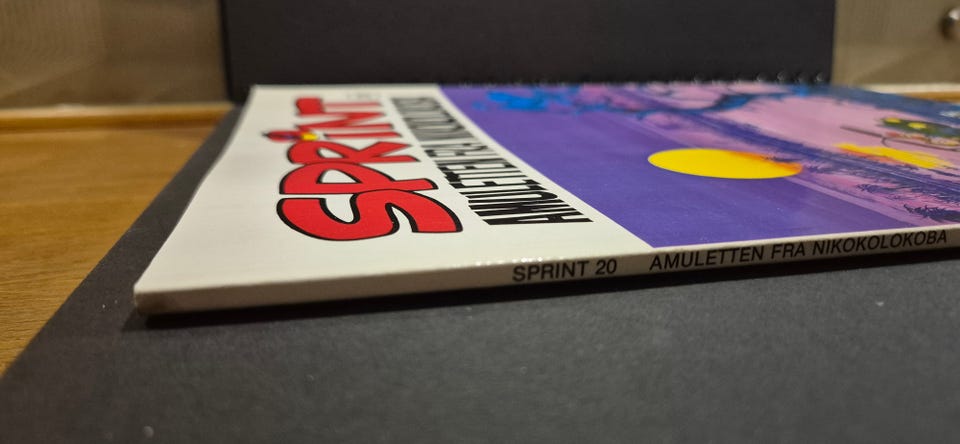 SPRINT
AMULETTEN FRA NIKOKOLOKOBA
SPRINT 20 AMULETTEN FRA NIKOKOLOKOBA